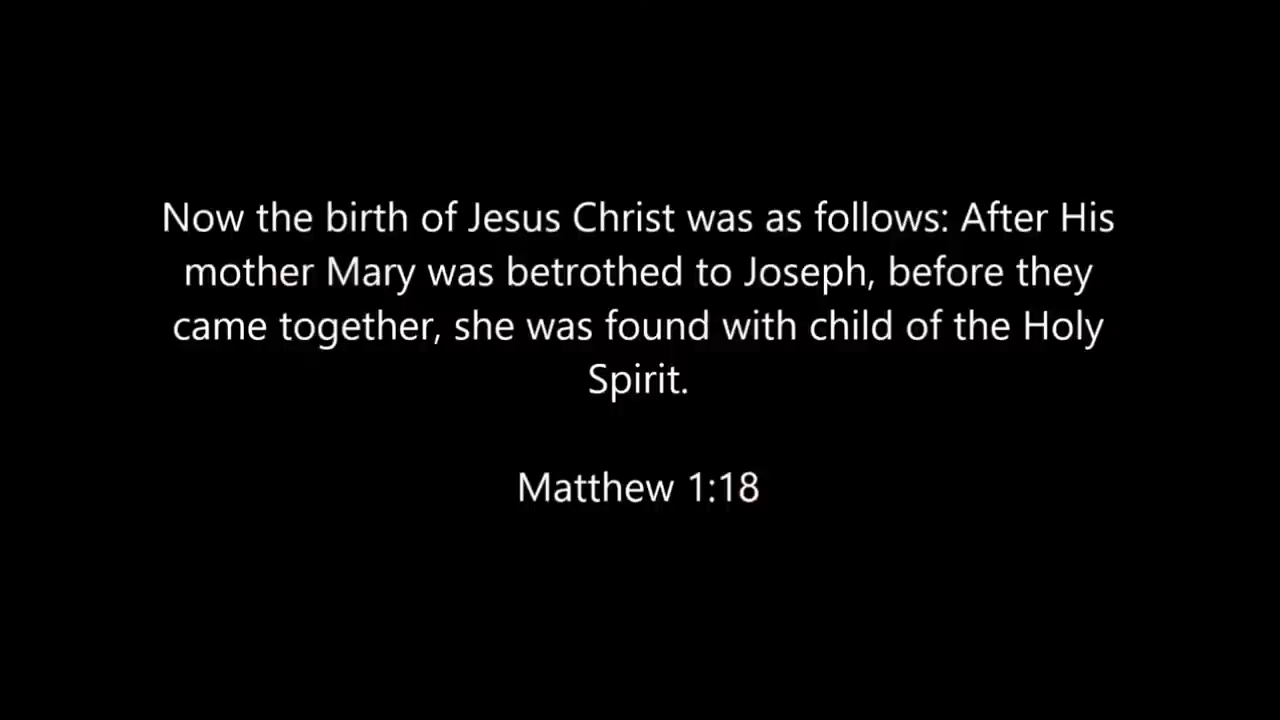 Now the birth of Jesus Christ was as follows: After His
mother Mary was betrothed to Joseph, before they
came together, she was found with child of the Holy
Spirit.
Matthew 1:18